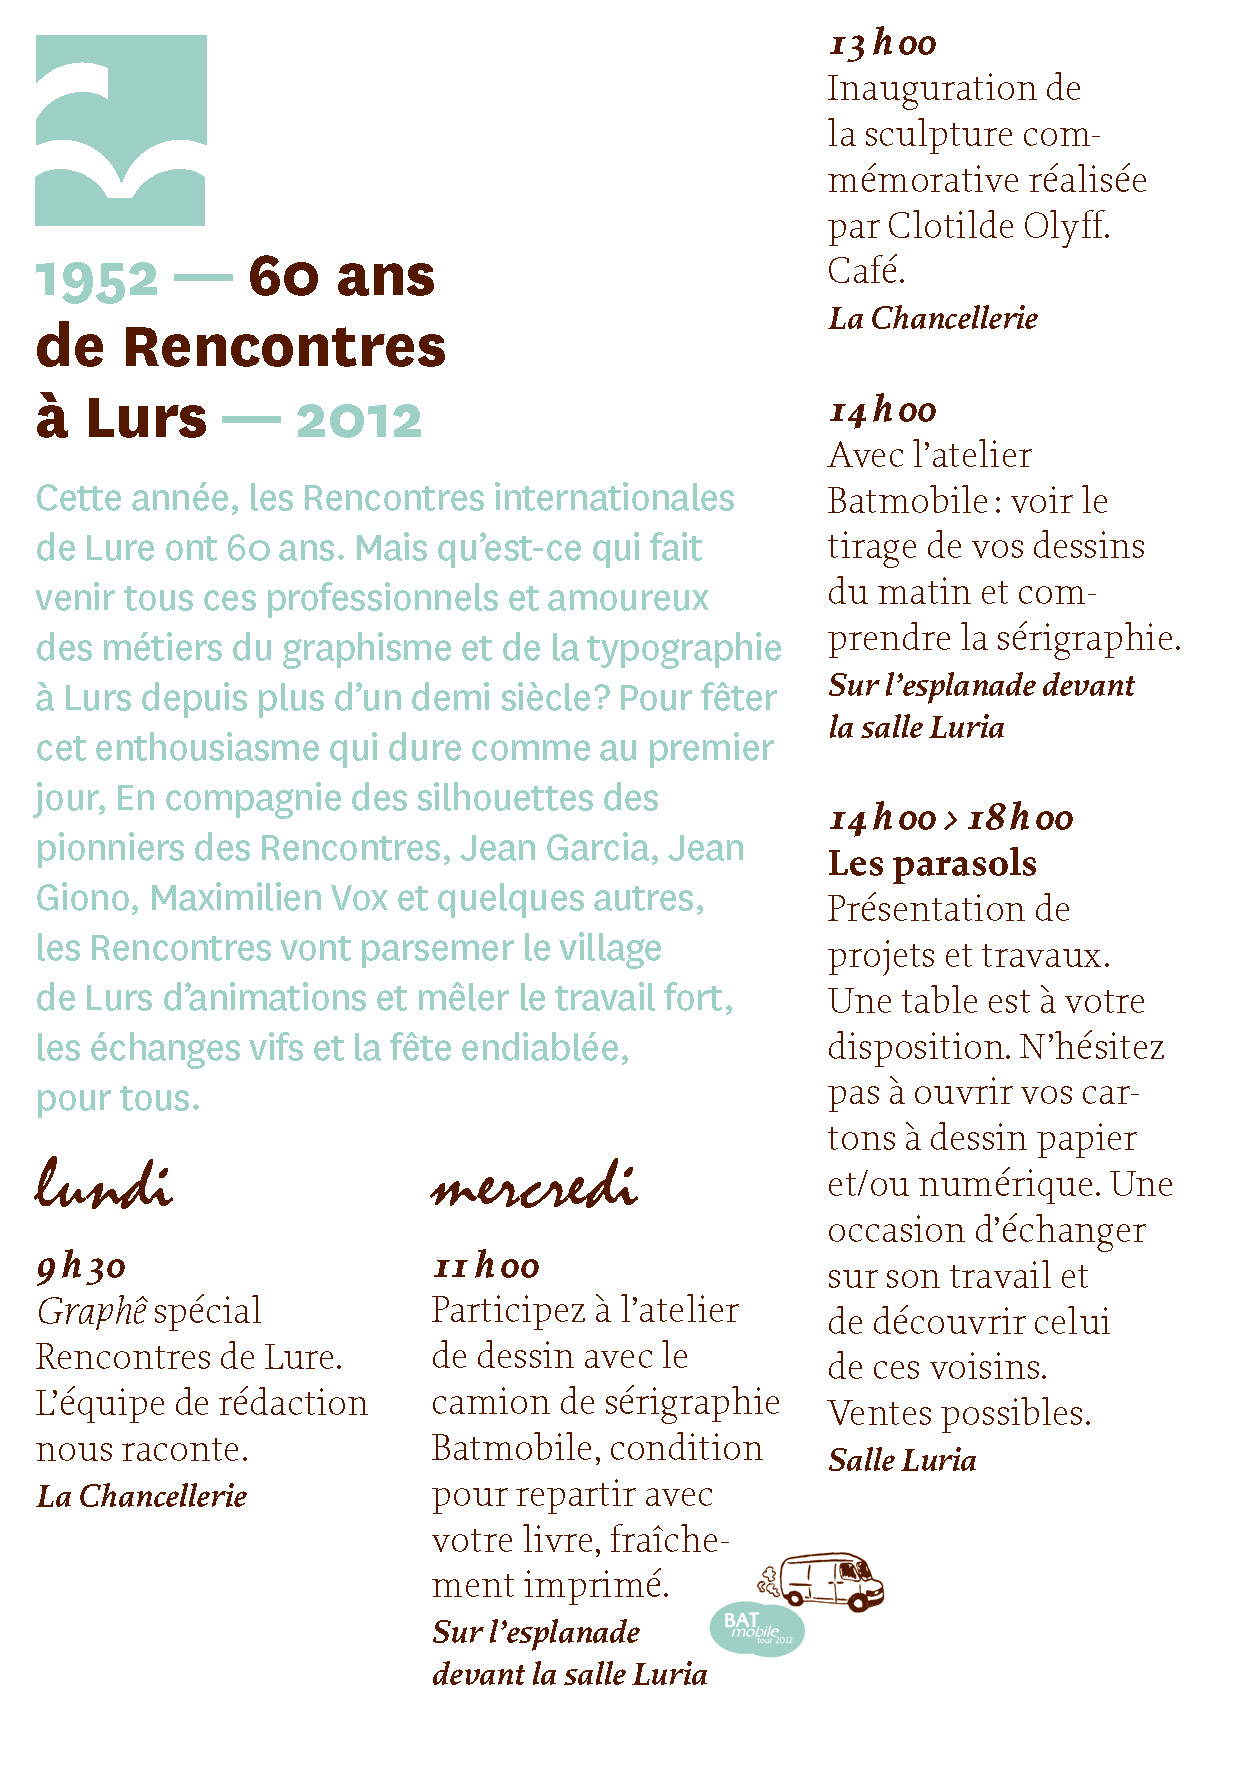 1952 — 60 ans
de Rencontres
à Lurs — 2012
Cette année, les Rencontres internationales
de Lure ont 60 ans. Mais qu’est-ce qui fait
venir tous ces professionnels et amoureux
des métiers du graphisme et de la typographie
à Lurs depuis plus d’un demi siècle? Pour fêter
cet enthousiasme qui dure comme au premier
jour, En compagnie des silhouettes des
pionniers des Rencontres, Jean Garcia, Jean
Giono, Maximilien Vox et quelques autres,
les Rencontres vont parsemer le village
de Lurs d’animations et mêler le travail fort,
les échanges vifs et la fête endiablée,
pour tous.
lundi
9 h 30
Graphê spécial
Rencontres de Lure.
L’équipe de rédaction
nous raconte.
La Chancellerie
mercredi
11 h 00
Participez à l’atelier
de dessin avec le
camion de sérigraphie
Batmobile, condition
pour repartir avec
votre livre, fraîche-
ment imprimé.
Sur l’esplanade
devant la salle Luria
BAT
mobile
tour 2012
13 h 00
Inauguration de
la sculpture com-
mémorative réalisée
par Clotilde Olyff.
Café.
La Chancellerie
14 h 00
Avec l’atelier
Batmobile : voir le
tirage de vos dessins
du matin et com-
prendre la sérigraphie.
Sur l’esplanade devant
la salle Luria
14 h 00 > 18 h 00
Les parasols
Présentation de
projets et travaux.
Une table est à votre
disposition. N’hésitez
pas à ouvrir vos car-
tons à dessin papier
et/ou numérique. Une
occasion d’échanger
sur son travail et
de découvrir celui
de ces voisins.
Ventes possibles.
Salle Luria